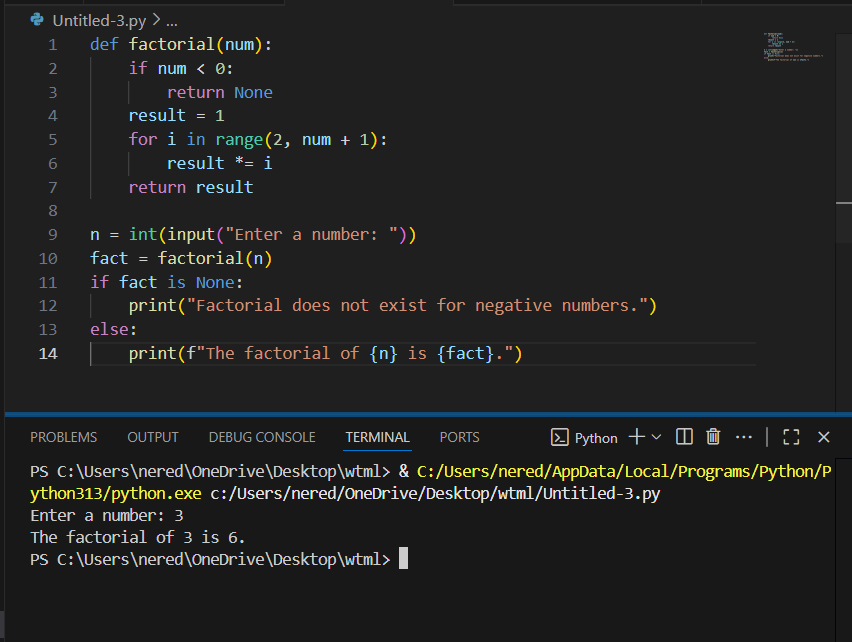 Untitled-3.py > ...
1 def factorial(num):
2     if num < 0:
3         return None
4     result = 1
5     for i in range(2, num + 1):
6         result *= i
7     return result
8
9 n = int(input("Enter a number: "))
10 fact = factorial(n)
11 if fact is None:
12     print("Factorial does not exist for negative numbers.")
13 else:
14     print(f"The factorial of {n} is {fact}.")
PROBLEMS OUTPUT DEBUG CONSOLE TERMINAL PORTS Python
PS C:\Users\nered\OneDrive\Desktop\wtml> & C:/Users/nered/AppData/Local/Programs/Python/P
ython313/python.exe c:/Users/nered/OneDrive/Desktop/wtml/Untitled-3.py
Enter a number: 3
The factorial of 3 is 6.
PS C:\Users\nered\OneDrive\Desktop\wtml>